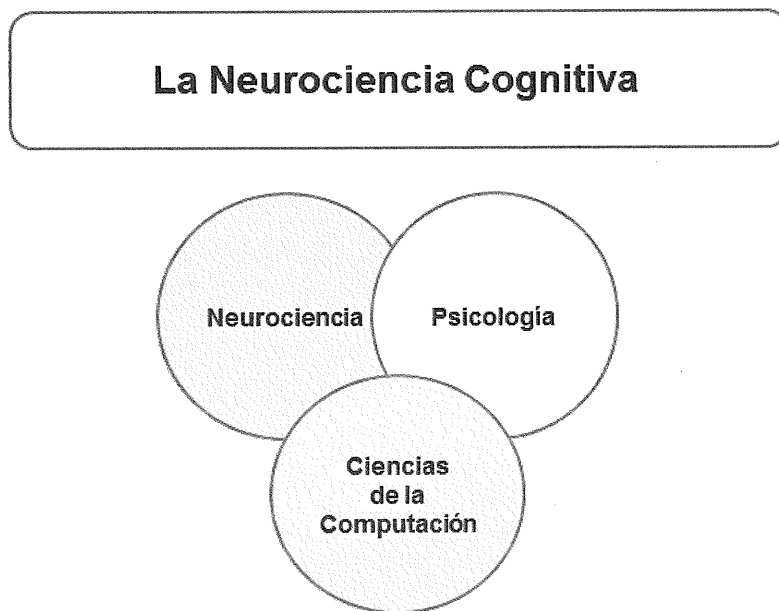 La Neurociencia Cognitiva
Neurociencia
Psicología
Ciencias
de la
Computación